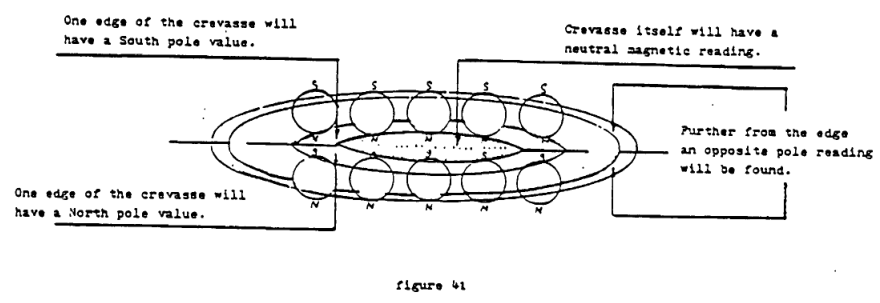 One edge of the crevasse will
have a South pole value.
Crevasse itself will have a
neutral magnetic reading.
S S S S S
N N N N N
Further from the edge
an opposite pole reading
will be found.
S S S S S
One edge of the crevasse will
have a North pole value.
N N N N N
figure 41